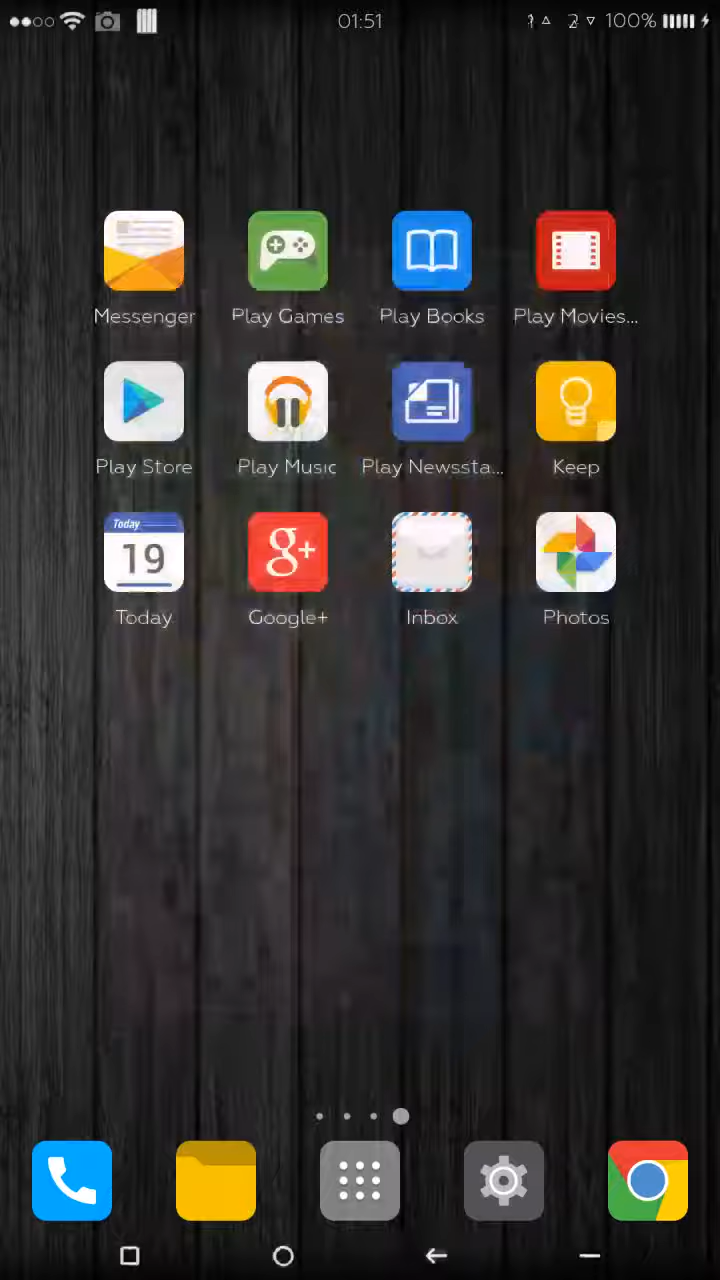 01:51
100%
Messenger
Play Games
Play Books
Play Movies...
Play Store
Play Music
Play Newssta...
Keep
Today
19
g+
Today
Google+
Inbox
Photos